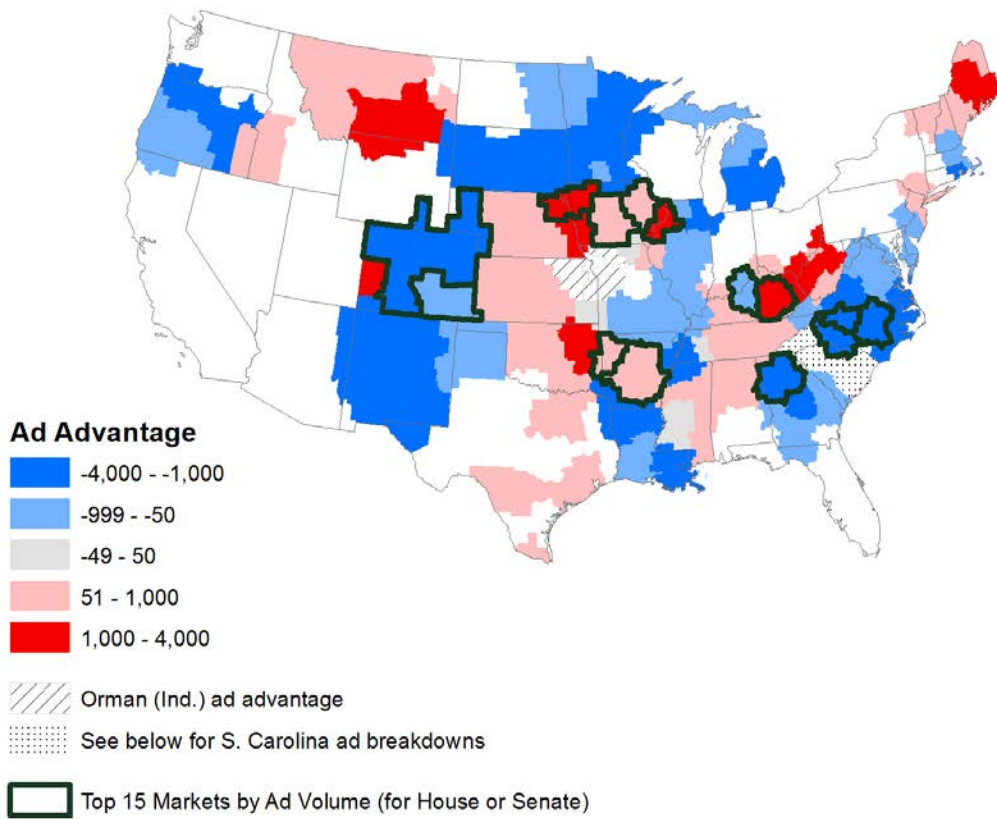 Ad Advantage
-4,000 - -1,000
-999 - -50
-49 - 50
51 - 1,000
1,000 - 4,000
Orman (Ind.) ad advantage
See below for S. Carolina ad breakdowns
Top 15 Markets by Ad Volume (for House or Senate)